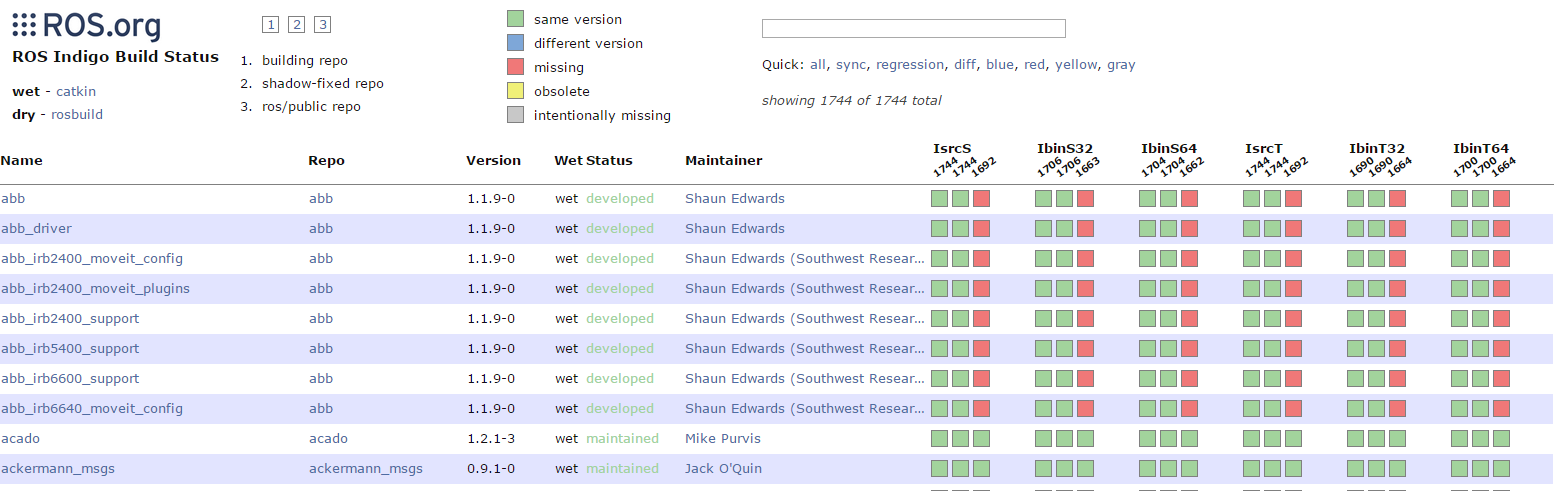 ROS.org
ROS Indigo Build Status
wet - catkin
dry - rosbuild
1 2 3
1. building repo
2. shadow-fixed repo
3. ros/public repo
same version
different version
missing
obsolete
intentionally missing
Quick: all, sync, regression, diff, blue, red, yellow, gray
showing 1744 of 1744 total
Name Repo Version Wet Status Maintainer IsrcS IbinS32 IbinS64 IsrcT IbinT32 IbinT64
1744 1744 1692 1706 1706 1663 1704 1704 1662 1744 1744 1692 1690 1690 1664 1700 1700 1664
abb abb 1.1.9-0 wet developed Shaun Edwards
abb_driver abb 1.1.9-0 wet developed Shaun Edwards
abb_irb2400_moveit_config abb 1.1.9-0 wet developed Shaun Edwards (Southwest Resear...
abb_irb2400_moveit_plugins abb 1.1.9-0 wet developed Shaun Edwards (Southwest Resear...
abb_irb2400_support abb 1.1.9-0 wet developed Shaun Edwards (Southwest Resear...
abb_irb5400_support abb 1.1.9-0 wet developed Shaun Edwards (Southwest Resear...
abb_irb6600_support abb 1.1.9-0 wet developed Shaun Edwards (Southwest Resear...
abb_irb6640_moveit_config abb 1.1.9-0 wet developed Shaun Edwards (Southwest Resear...
acado acado 1.2.1-3 wet maintained Mike Purvis
ackermann_msgs ackermann_msgs 0.9.1-0 wet maintained Jack O'Quin